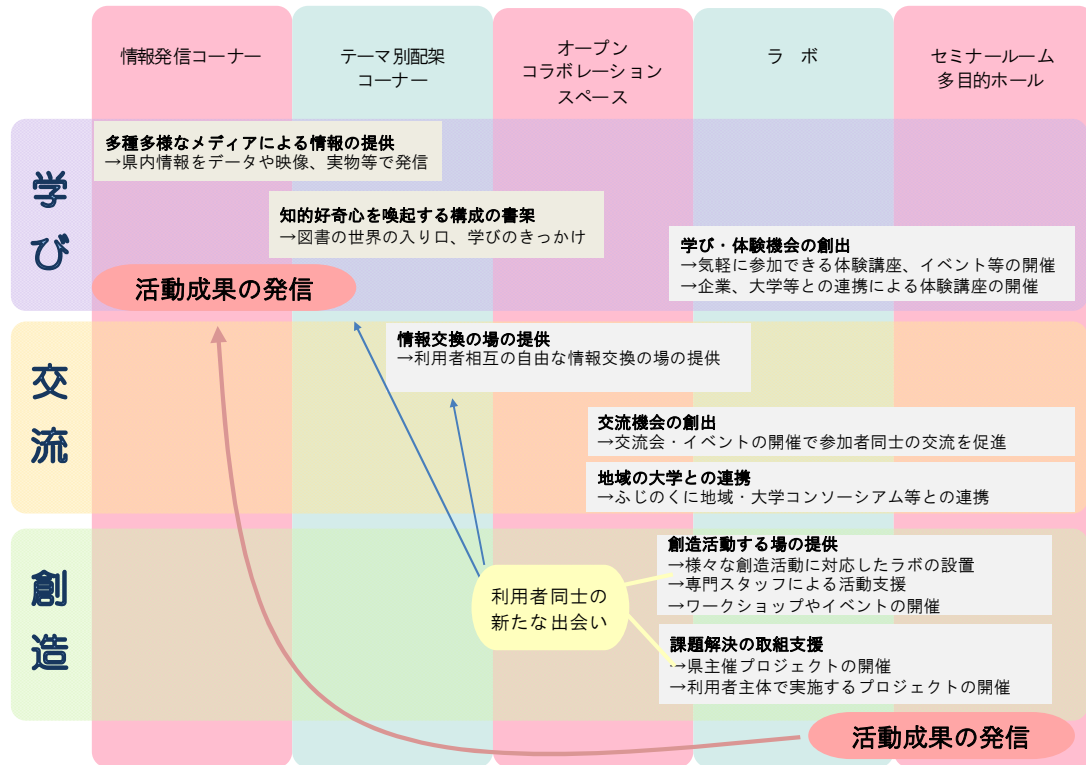 情報発信コーナー
テーマ別配架
コーナー
オープン
コラボレーション
スペース
ラ ボ
セミナールーム
多目的ホール
学び
多種多様なメディアによる情報の提供
→県内情報をデータや映像、実物等で発信
知的好奇心を喚起する構成の書架
→図書の世界の入り口、学びのきっかけ
学び・体験機会の創出
→気軽に参加できる体験講座、イベント等の開催
→企業、大学等との連携による体験講座の開催
活動成果の発信
交流
情報交換の場の提供
→利用者相互の自由な情報交換の場の提供
交流機会の創出
→交流会・イベントの開催で参加者同士の交流を促進
地域の大学との連携
→ふじのくに地域・大学コンソーシアム等との連携
創造
利用者同士の
新たな出会い
創造活動する場の提供
→様々な創造活動に対応したラボの設置
→専門スタッフによる活動支援
→ワークショップやイベントの開催
課題解決の取組支援
→県主催プロジェクトの開催
→利用者主体で実施するプロジェクトの開催
活動成果の発信